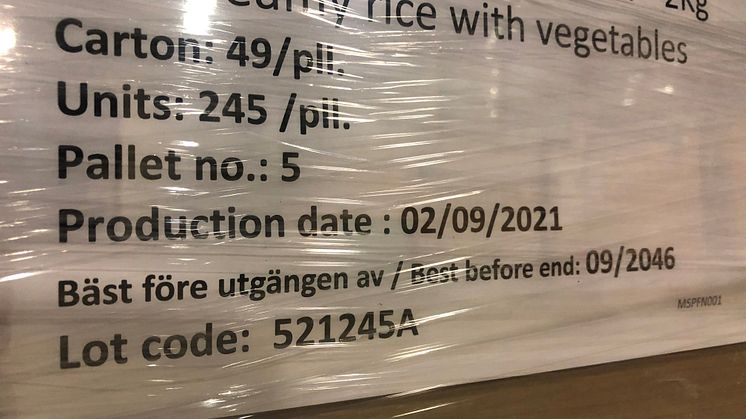 rice with vegetables 2Kg
Carton: 49/pll.
Units: 245 /pll.
Pallet no.: 5
Production date : 02/09/2021
Bäst före utgången av / Best before end: 09/2046
MSPFN001
Lot code: 521245A